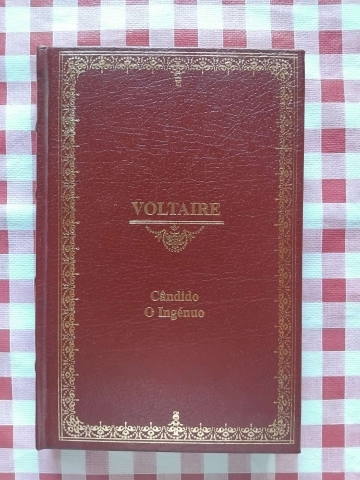 VOLTAIRE
Cândido
O Ingénuo